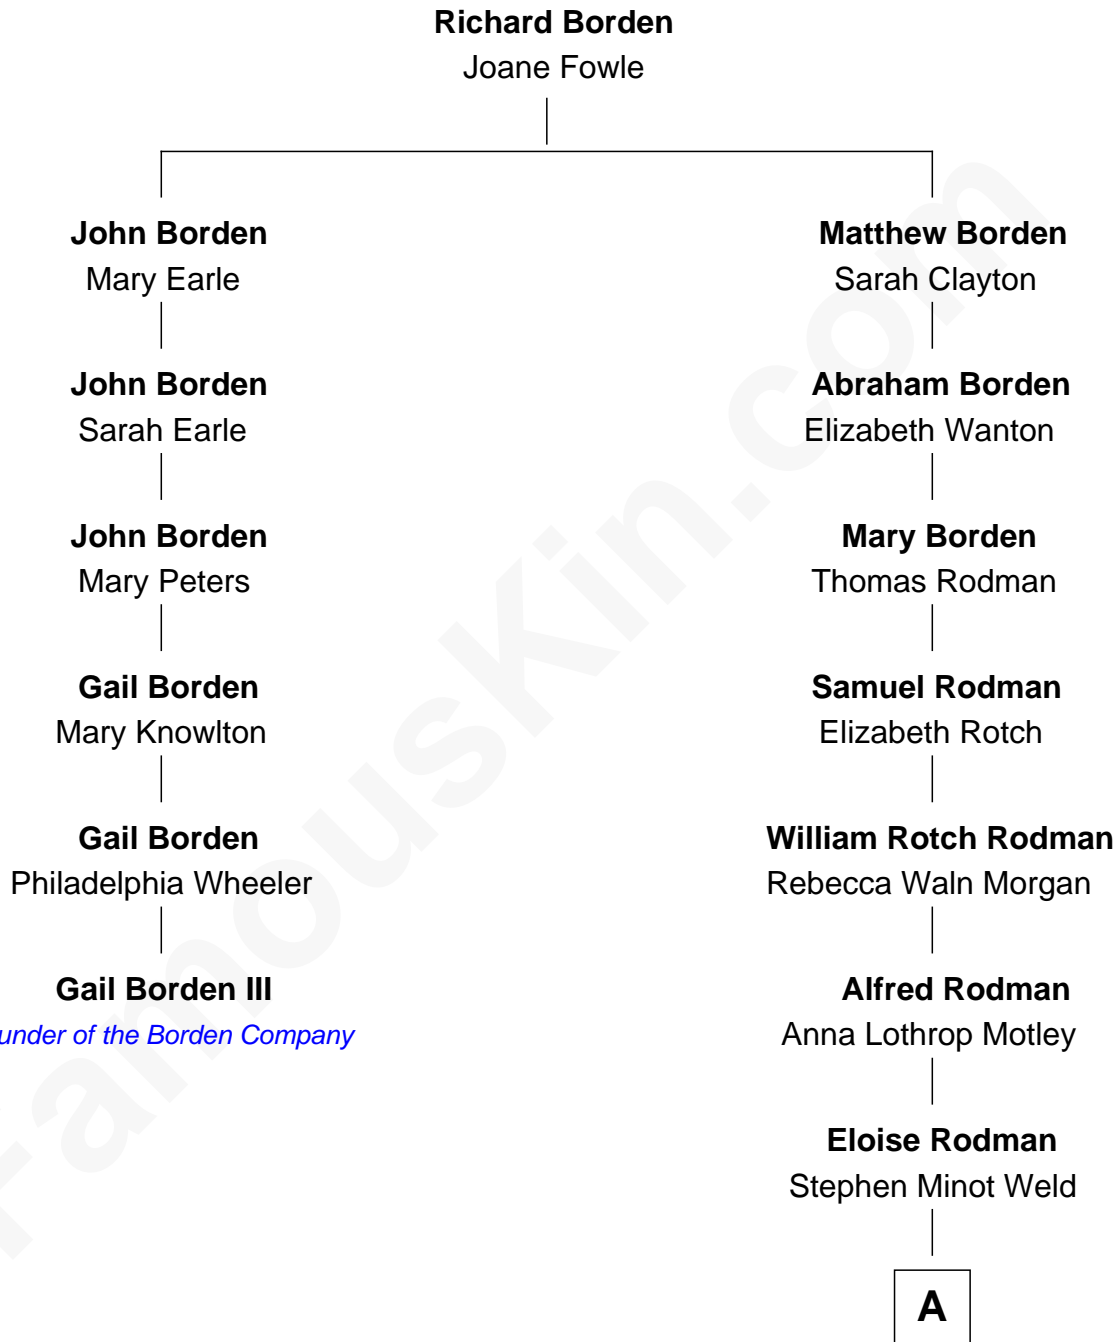 Richard Borden
Joane Fowle
John Borden
Mary Earle
Matthew Borden
Sarah Clayton
John Borden
Sarah Earle
Abraham Borden
Elizabeth Wanton
John Borden
Mary Peters
Mary Borden
Thomas Rodman
Gail Borden
Mary Knowlton
Samuel Rodman
Elizabeth Rotch
Gail Borden
Philadelphia Wheeler
William Rotch Rodman
Rebecca Waln Morgan
Gail Borden III
under of the Borden Company
Alfred Rodman
Anna Lothrop Motley
Eloise Rodman
Stephen Minot Weld
A
FamousKin.com